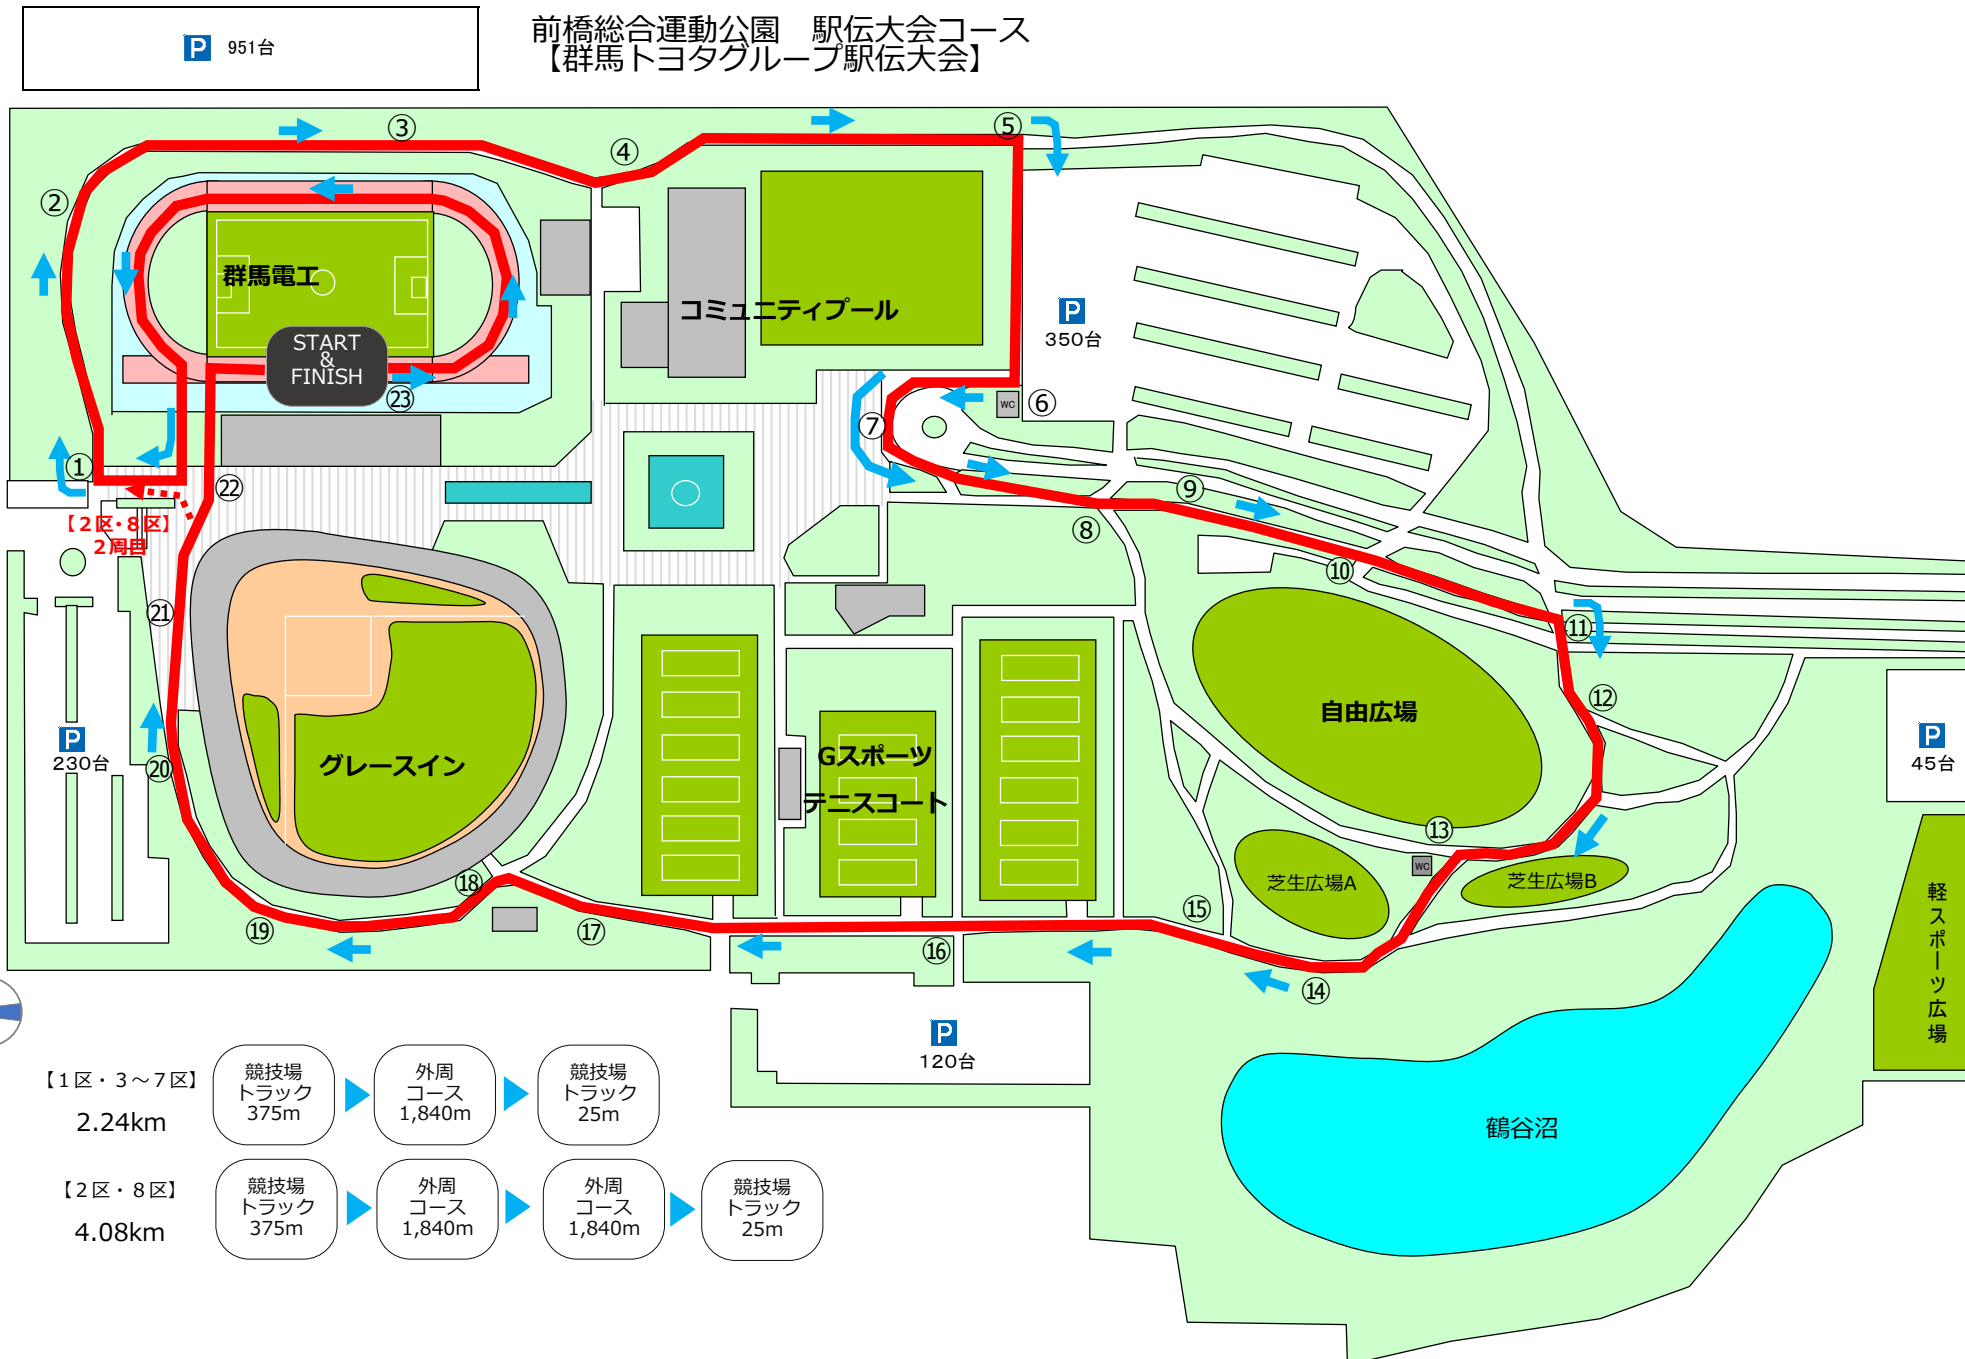 P 951台
前橋総合運動公園　駅伝大会コース
【群馬トヨタグループ駅伝大会】
③
⑤
④
②
群馬電工
START
&
FINISH
㉓
コミュニティプール
P
350台
WC ⑥
⑦
①
㉒
【2区・8区】
2周目
⑨
⑧
⑩
⑪
㉑
⑫
自由広場
P
230台
⑳
グレースイン
Gスポーツ
テニスコート
P
45台
⑬
WC
芝生広場A
芝生広場B
⑱
⑲
⑰
⑯
⑮
⑭
軽スポーツ広場
P
120台
鶴谷沼
【1区・3～7区】
2.24km
競技場
トラック
375m
外周
コース
1,840m
競技場
トラック
25m
【2区・8区】
4.08km
競技場
トラック
375m
外周
コース
1,840m
外周
コース
1,840m
競技場
トラック
25m